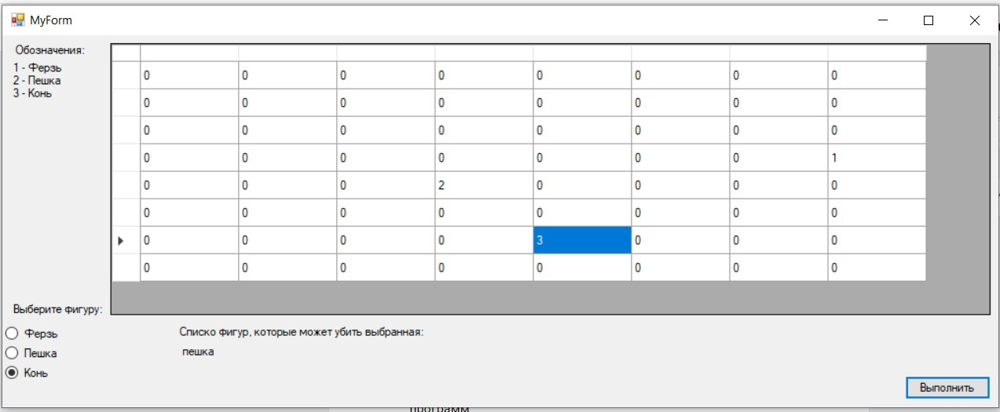 MyForm
Обозначения:
1 - Ферзь
2 - Пешка
3 - Конь
0 0 0 0 0 0 0 0
0 0 0 0 0 0 0 0
0 0 0 0 0 0 0 0
0 0 0 0 0 0 0 1
0 0 0 2 0 0 0 0
0 0 0 0 0 0 0 0
0 0 0 0 3 0 0 0
0 0 0 0 0 0 0 0
Выберите фигуру:
Ферзь
Пешка
Конь
Списко фигур, которые может убить выбранная:
пешка
Выполнить
программ